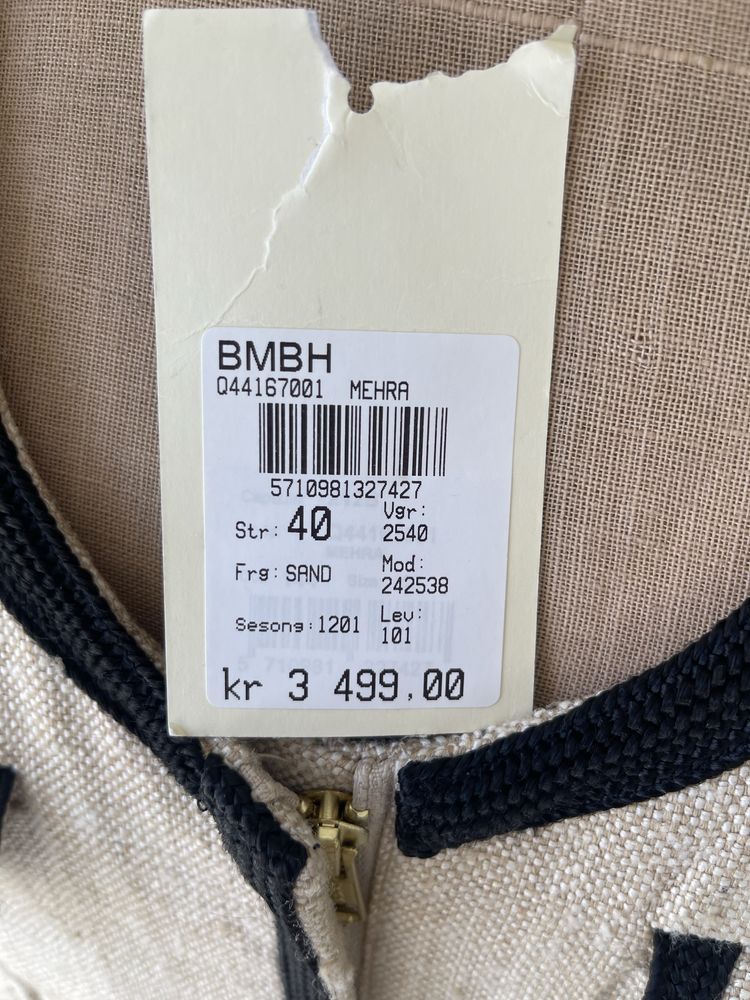 BMBH
Q44167001 MEHRA
5710981327427
Str: 40 Vgr: 2540
Frg: SAND Mod: 242538
Sesong: 1201 Lev: 101
kr 3 499,00